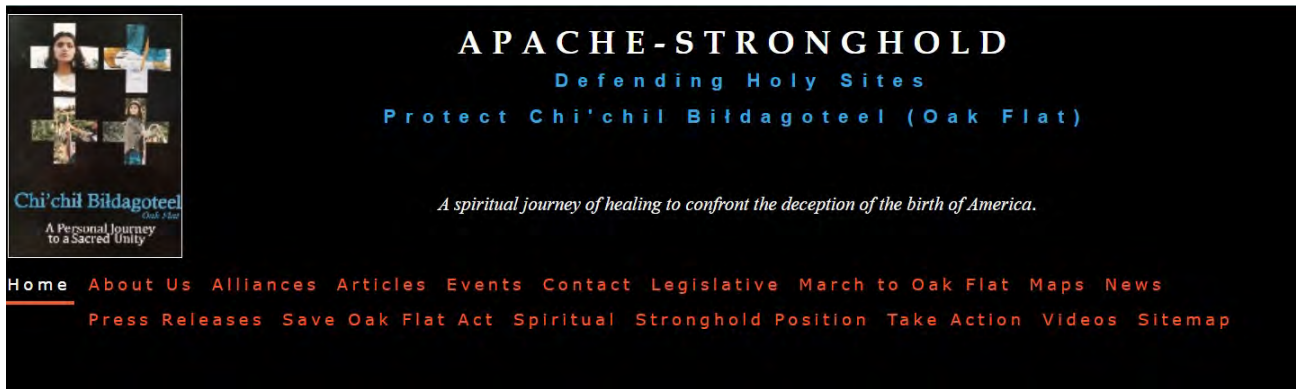 APACHE-STRONGHOLD
Defending Holy Sites
Protect Chi'chil Biłdagoteel (Oak Flat)
Chi'chił Biłdagoteel
Oak Flat
A Personal Journey
to a Sacred Unity
A spiritual journey of healing to confront the deception of the birth of America.
Home About Us Alliances Articles Events Contact Legislative March to Oak Flat Maps News
Press Releases Save Oak Flat Act Spiritual Stronghold Position Take Action Videos Sitemap